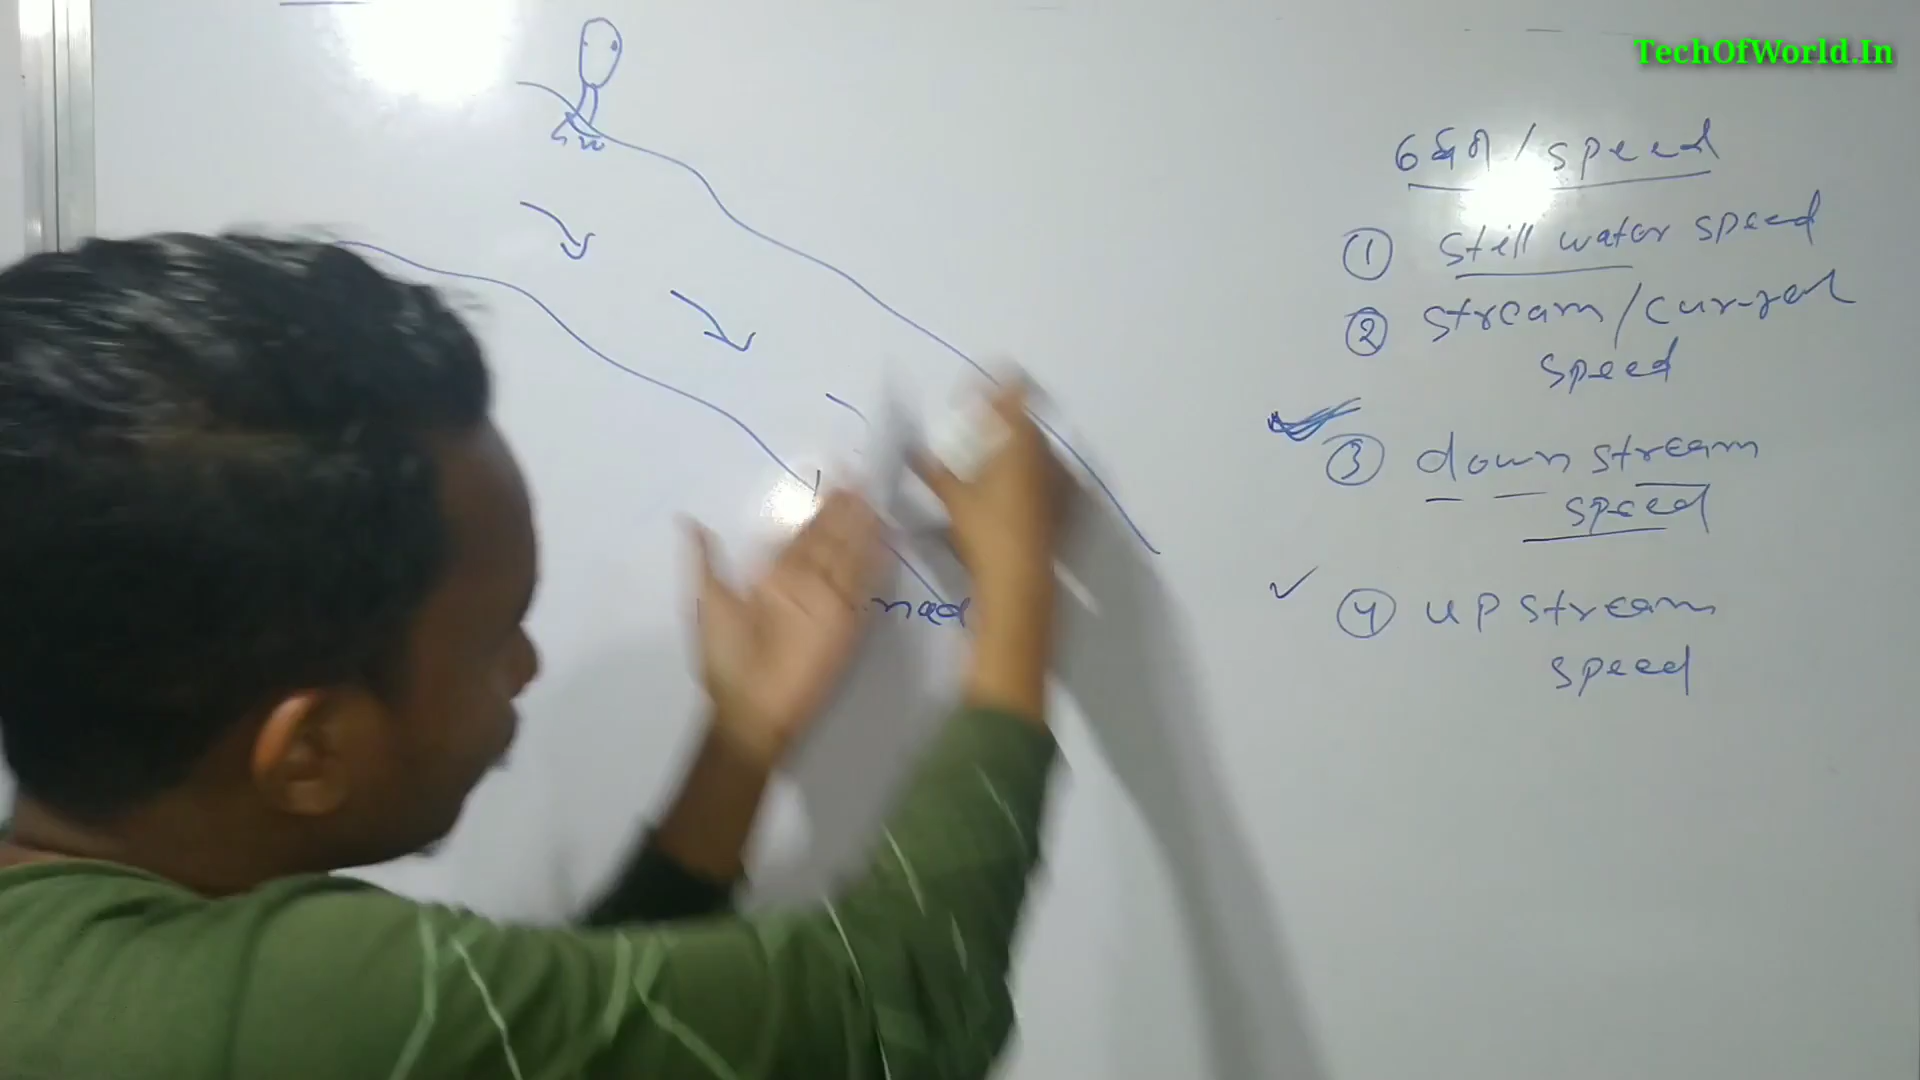 TechOfWorld.In
ବେଗ / speed
① still water speed
② stream / current
speed
③ down stream
speed
④ up stream
speed